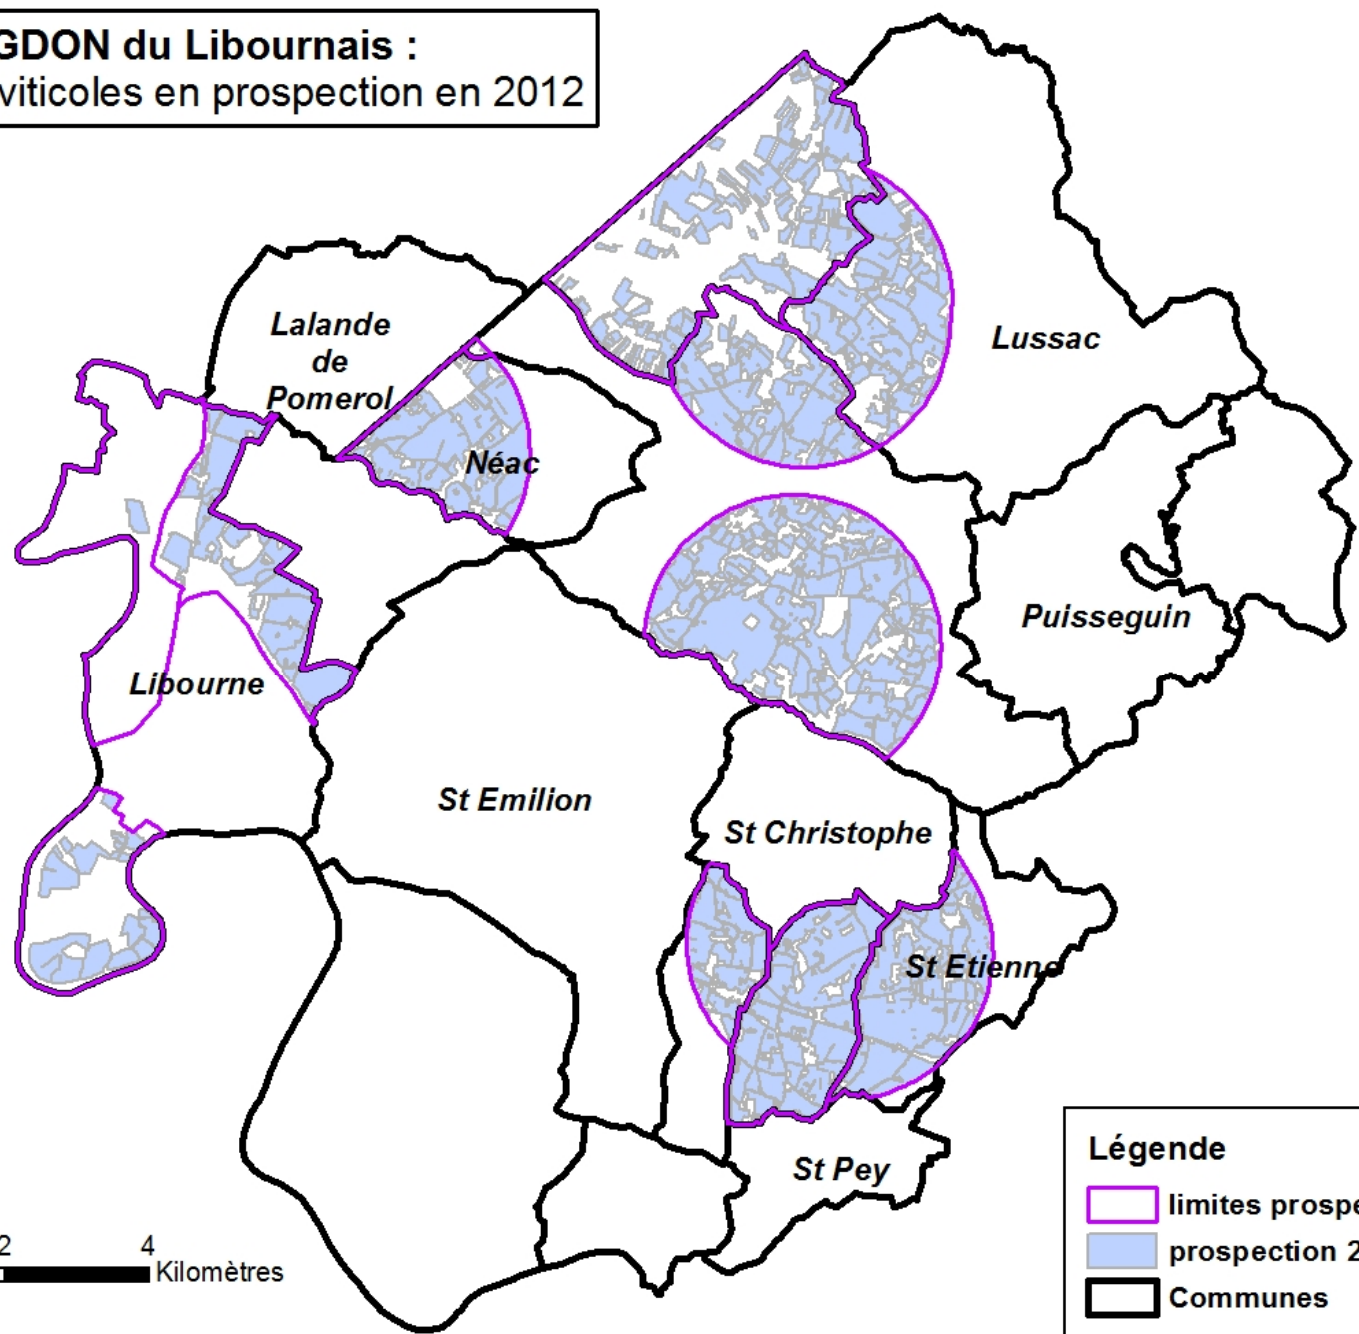 GDON du Libournais :
viticoles en prospection en 2012
Lalande
de
Pomerol
Lussac
Néac
Puisseguin
Libourne
St Emilion
St Christophe
St Etienne
St Pey
Légende
limites prospe
prospection 2
Communes
2 4
Kilomètres